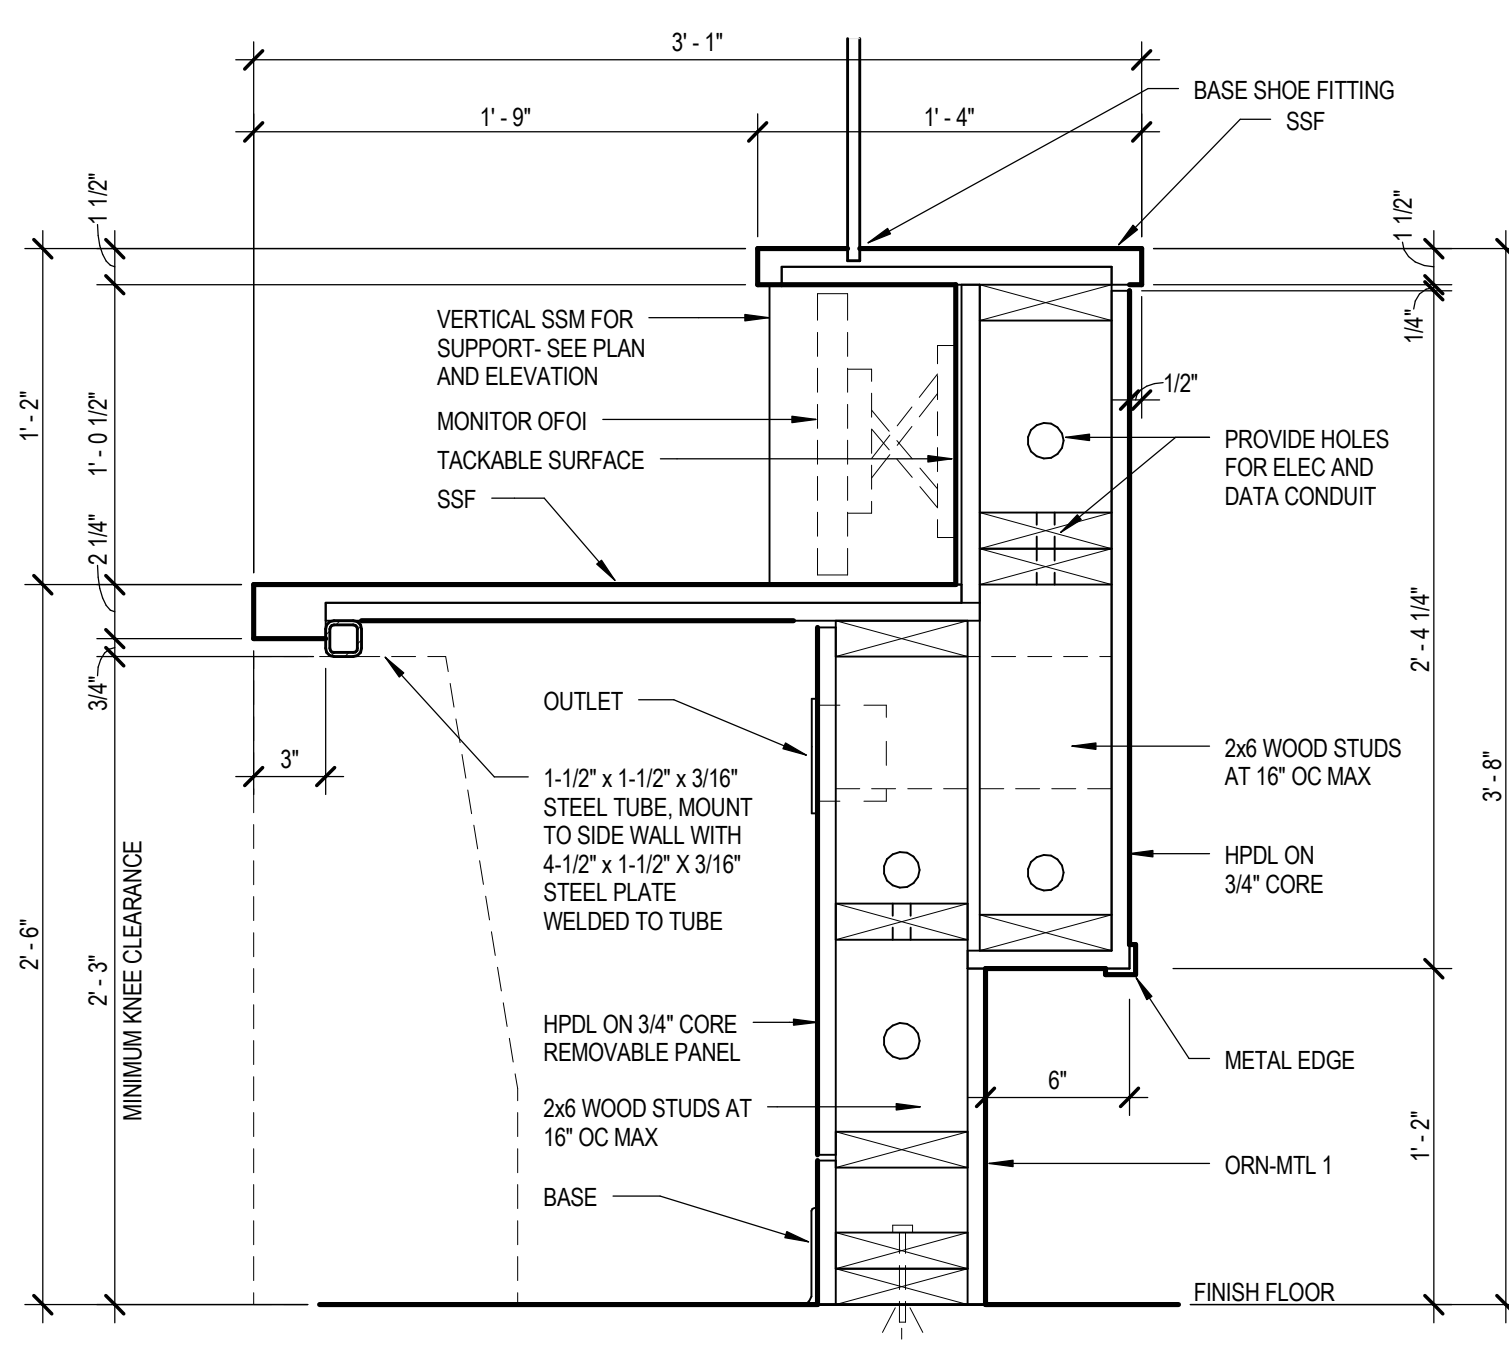 3' - 1"
1' - 9"
1' - 4"
BASE SHOE FITTING
SSF
1 1/2"
1 1/2"
1/4"
VERTICAL SSM FOR
SUPPORT- SEE PLAN
AND ELEVATION
MONITOR OFOI
TACKABLE SURFACE
SSF
1/2"
PROVIDE HOLES
FOR ELEC AND
DATA CONDUIT
1' - 2"
1' - 0 1/2"
2 1/4"
3/4"
3"
OUTLET
1-1/2" x 1-1/2" x 3/16"
STEEL TUBE, MOUNT
TO SIDE WALL WITH
4-1/2" x 1-1/2" X 3/16"
STEEL PLATE
WELDED TO TUBE
2' - 4 1/4"
2x6 WOOD STUDS
AT 16" OC MAX
3' - 8"
HPDL ON
3/4" CORE
2' - 6"
2' - 3"
MINIMUM KNEE CLEARANCE
HPDL ON 3/4" CORE
REMOVABLE PANEL
METAL EDGE
6"
2x6 WOOD STUDS AT
16" OC MAX
1' - 2"
ORN-MTL 1
BASE
FINISH FLOOR